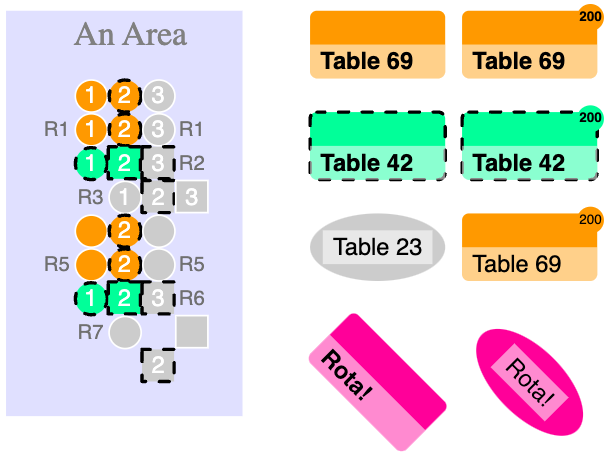 An Area
1 2 3
R1 1 2 3 R1
1 2 3 R2
R3 1 2 3
2
R5 2 R5
1 2 3 R6
R7
2
Table 69
200
Table 69
Table 42
200
Table 42
Table 23
200
Table 69
Rota!
Rota!